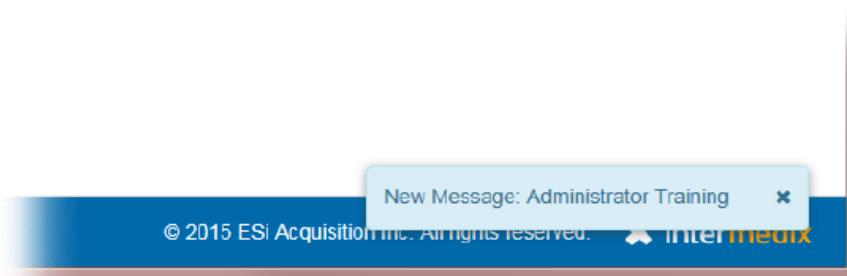 New Message: Administrator Training ×
© 2015 ESi Acquisition Inc. All rights reserved. intermedix